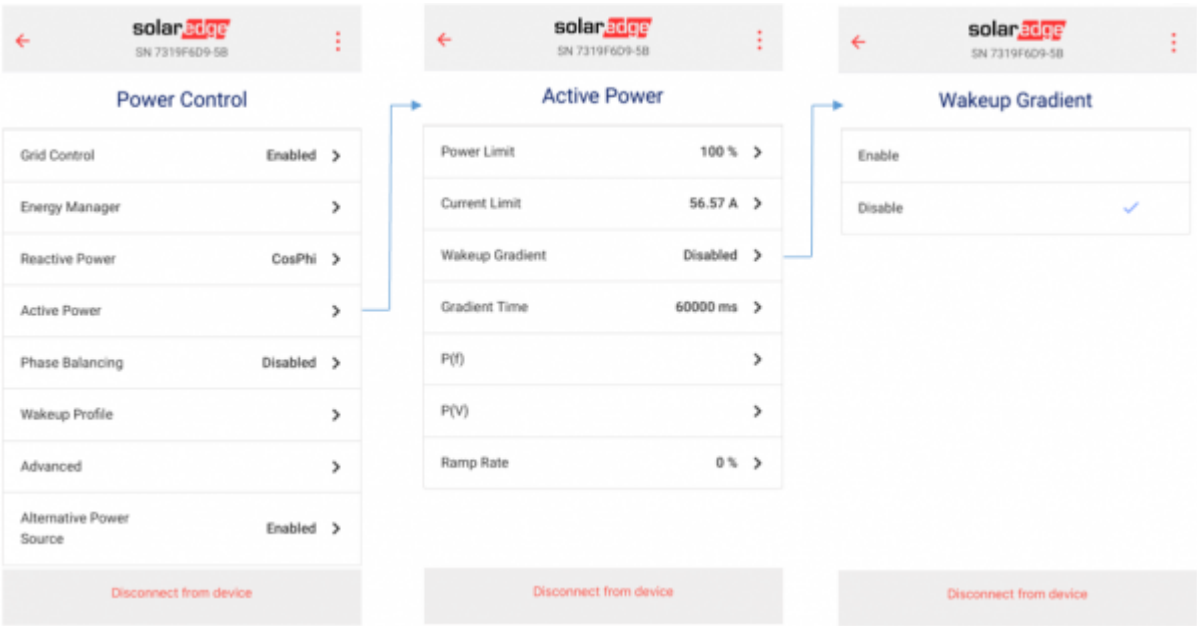 solaredge
SN 7319F6D9-5B
Power Control
Grid Control Enabled
Energy Manager
Reactive Power CosPhi
Active Power
Phase Balancing Disabled
Wakeup Profile
Advanced
Alternative Power
Source Enabled
Disconnect from device
solaredge
SN 7319F6D9-5B
Active Power
Power Limit 100 %
Current Limit 56.57 A
Wakeup Gradient Disabled
Gradient Time 60000 ms
P(f)
P(V)
Ramp Rate 0 %
Disconnect from device
solaredge
SN 7319F6D9-5B
Wakeup Gradient
Enable
Disable
Disconnect from device